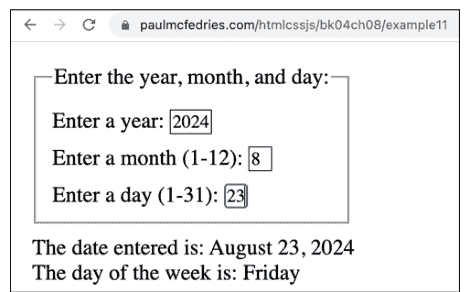 paulmcfedries.com/htmlcssjs/bk04ch08/example11
Enter the year, month, and day:
Enter a year: 2024
Enter a month (1-12): 8
Enter a day (1-31): 23
The date entered is: August 23, 2024
The day of the week is: Friday